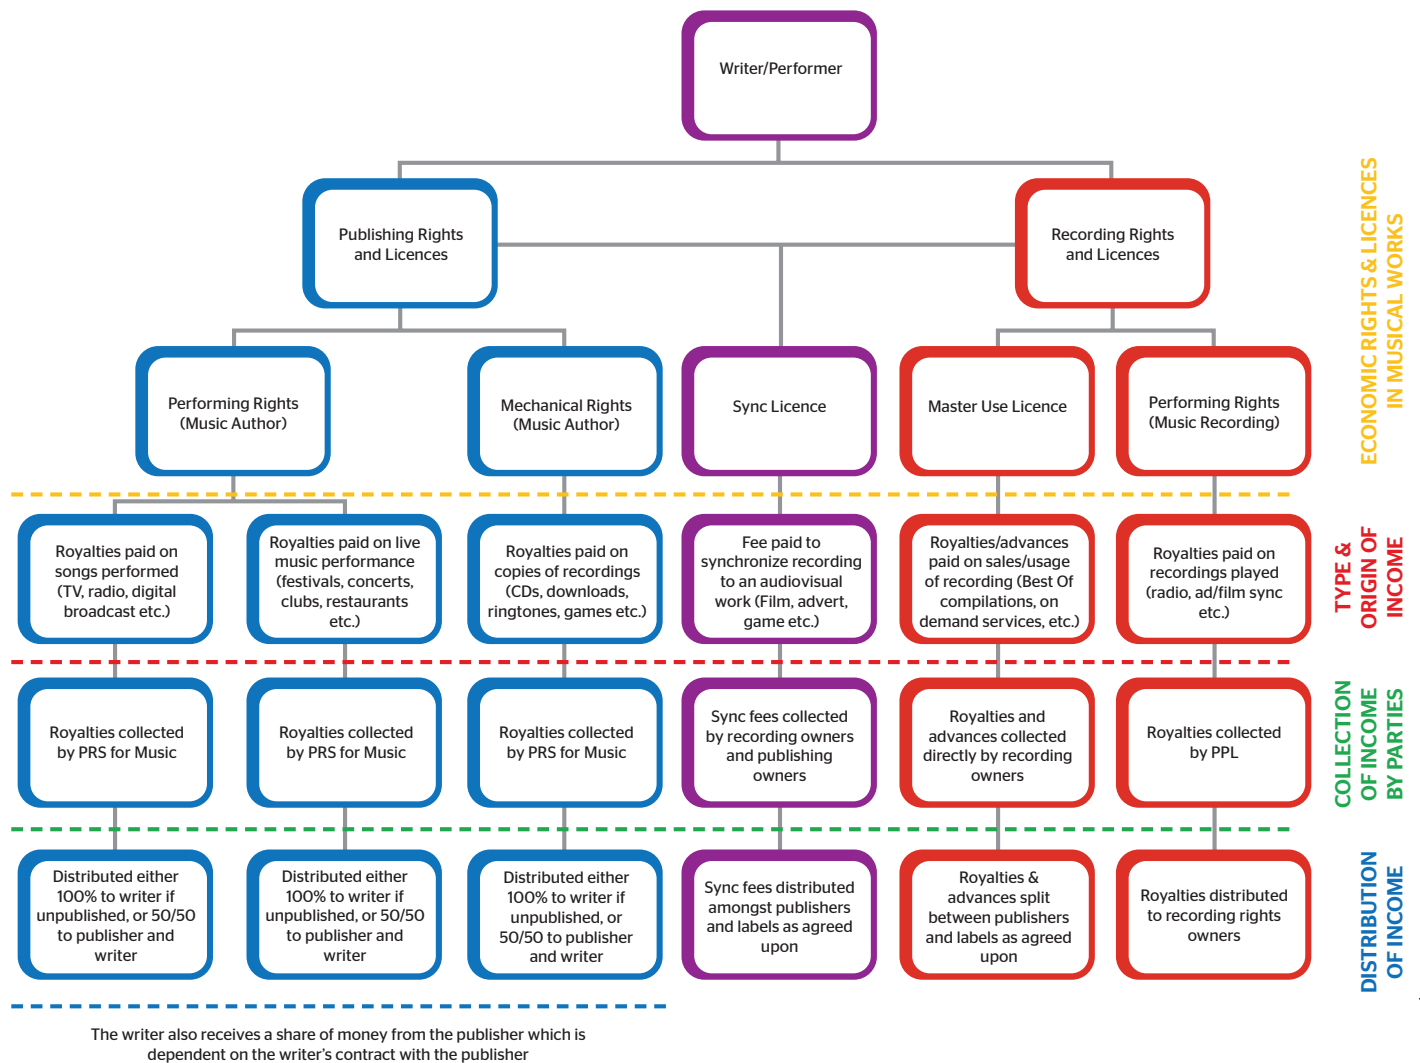 Writer/Performer
Publishing Rights
and Licences
Recording Rights
and Licences
Performing Rights
(Music Author)
Mechanical Rights
(Music Author)
Sync Licence
Master Use Licence
Performing Rights
(Music Recording)
ECONOMIC RIGHTS & LICENCES
IN MUSICAL WORKS
Royalties paid on
songs performed
(TV, radio, digital
broadcast etc.)
Royalties paid on live
music performance
(festivals, concerts,
clubs, restaurants
etc.)
Royalties paid on
copies of recordings
(CDs, downloads,
ringtones, games etc.)
Fee paid to
synchronize recording
to an audiovisual
work (Film, advert,
game etc.)
Royalties/advances
paid on sales/usage
of recording (Best Of
compilations, on
demand services, etc.)
Royalties paid on
recordings played
(radio, ad/film sync
etc.)
TYPE &
ORIGIN OF
INCOME
Royalties collected
by PRS for Music
Royalties collected
by PRS for Music
Royalties collected
by PRS for Music
Sync fees collected
by recording owners
and publishing
owners
Royalties and
advances collected
directly by recording
owners
Royalties collected
by PPL
COLLECTION
OF INCOME
BY PARTIES
Distributed either
100% to writer if
unpublished, or 50/50
to publisher and
writer
Distributed either
100% to writer if
unpublished, or 50/50
to publisher and
writer
Distributed either
100% to writer if
unpublished, or
50/50 to publisher
and writer
Sync fees distributed
amongst publishers
and labels as agreed
upon
Royalties &
advances split
between publishers
and labels as agreed
upon
Royalties distributed
to recording rights
owners
DISTRIBUTION
OF INCOME
The writer also receives a share of money from the publisher which is
dependent on the writer's contract with the publisher